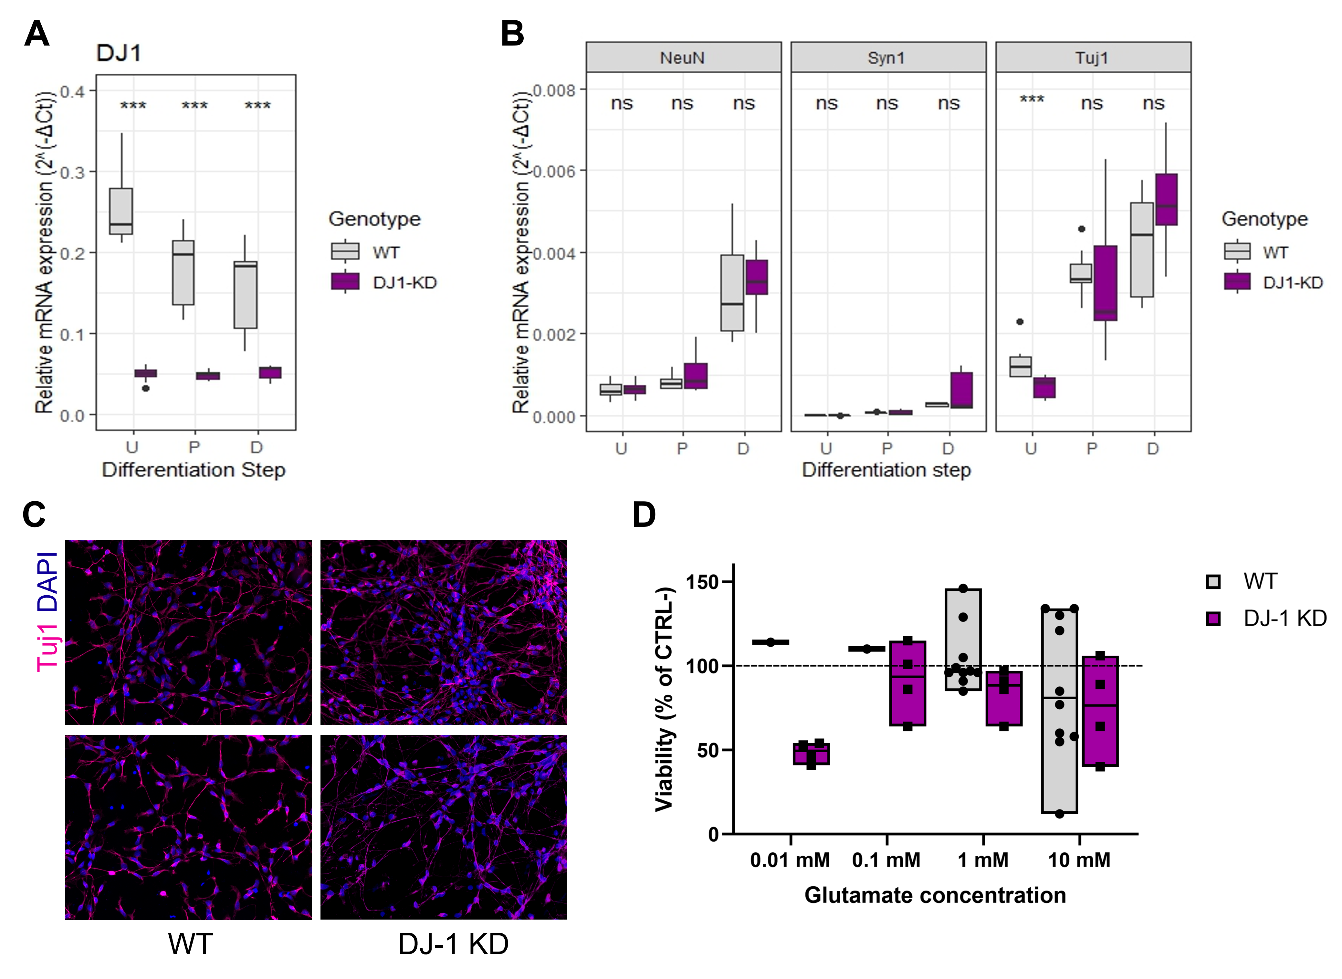 A
DJ1
Relative mRNA expression (2^(-ΔCt))
0.4
0.3
0.2
0.1
0.0
*** *** ***
U P D
Differentiation Step
Genotype
WT
DJ1-KD
B
NeuN Syn1 Tuj1
Relative mRNA expression (2^(-ΔCt))
0.008
0.006
0.004
0.002
0.000
ns ns ns ns ns ns *** ns ns
U P D U P D U P D
Differentiation step
Genotype
WT
DJ1-KD
C
Tuj1 DAPI
WT DJ-1 KD
D
Viability (% of CTRL-)
150
100
50
0
0.01 mM 0.1 mM 1 mM 10 mM
Glutamate concentration
WT
DJ-1 KD